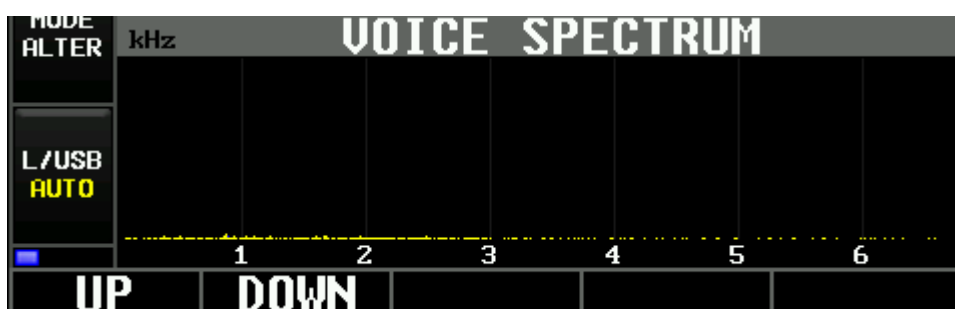 MODE
ALTER
kHz
VOICE SPECTRUM
L/USB
AUTO
1 2 3 4 5 6
UP DOWN